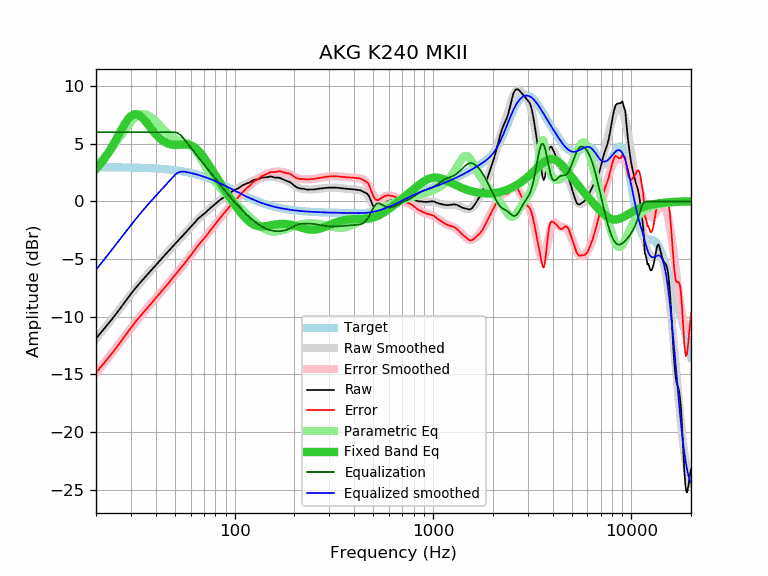 AKG K240 MKII
Amplitude (dBr)
10
5
0
−5
−10
−15
−20
−25
Target
Raw Smoothed
Error Smoothed
Raw
Error
Parametric Eq
Fixed Band Eq
Equalization
Equalized smoothed
100
1000
10000
Frequency (Hz)